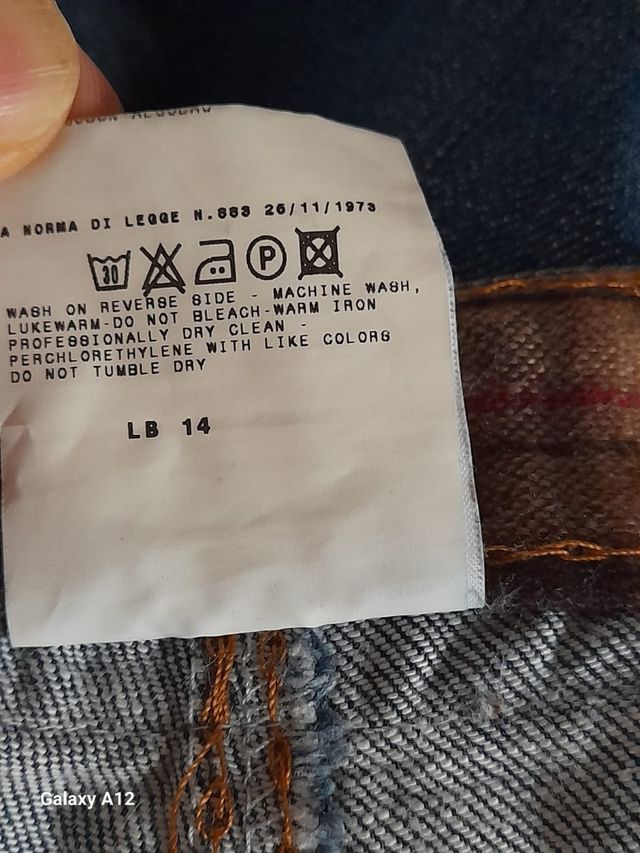 ALGODAO
A NORMA DI LEGGE N.883 26/11/1973
30 P
WASH ON REVERSE SIDE - MACHINE WASH,
LUKEWARM-DO NOT BLEACH-WARM IRON
PROFESSIONALLY DRY CLEAN -
PERCHLORETHYLENE WITH LIKE COLORS
DO NOT TUMBLE DRY
LB 14
Galaxy A12